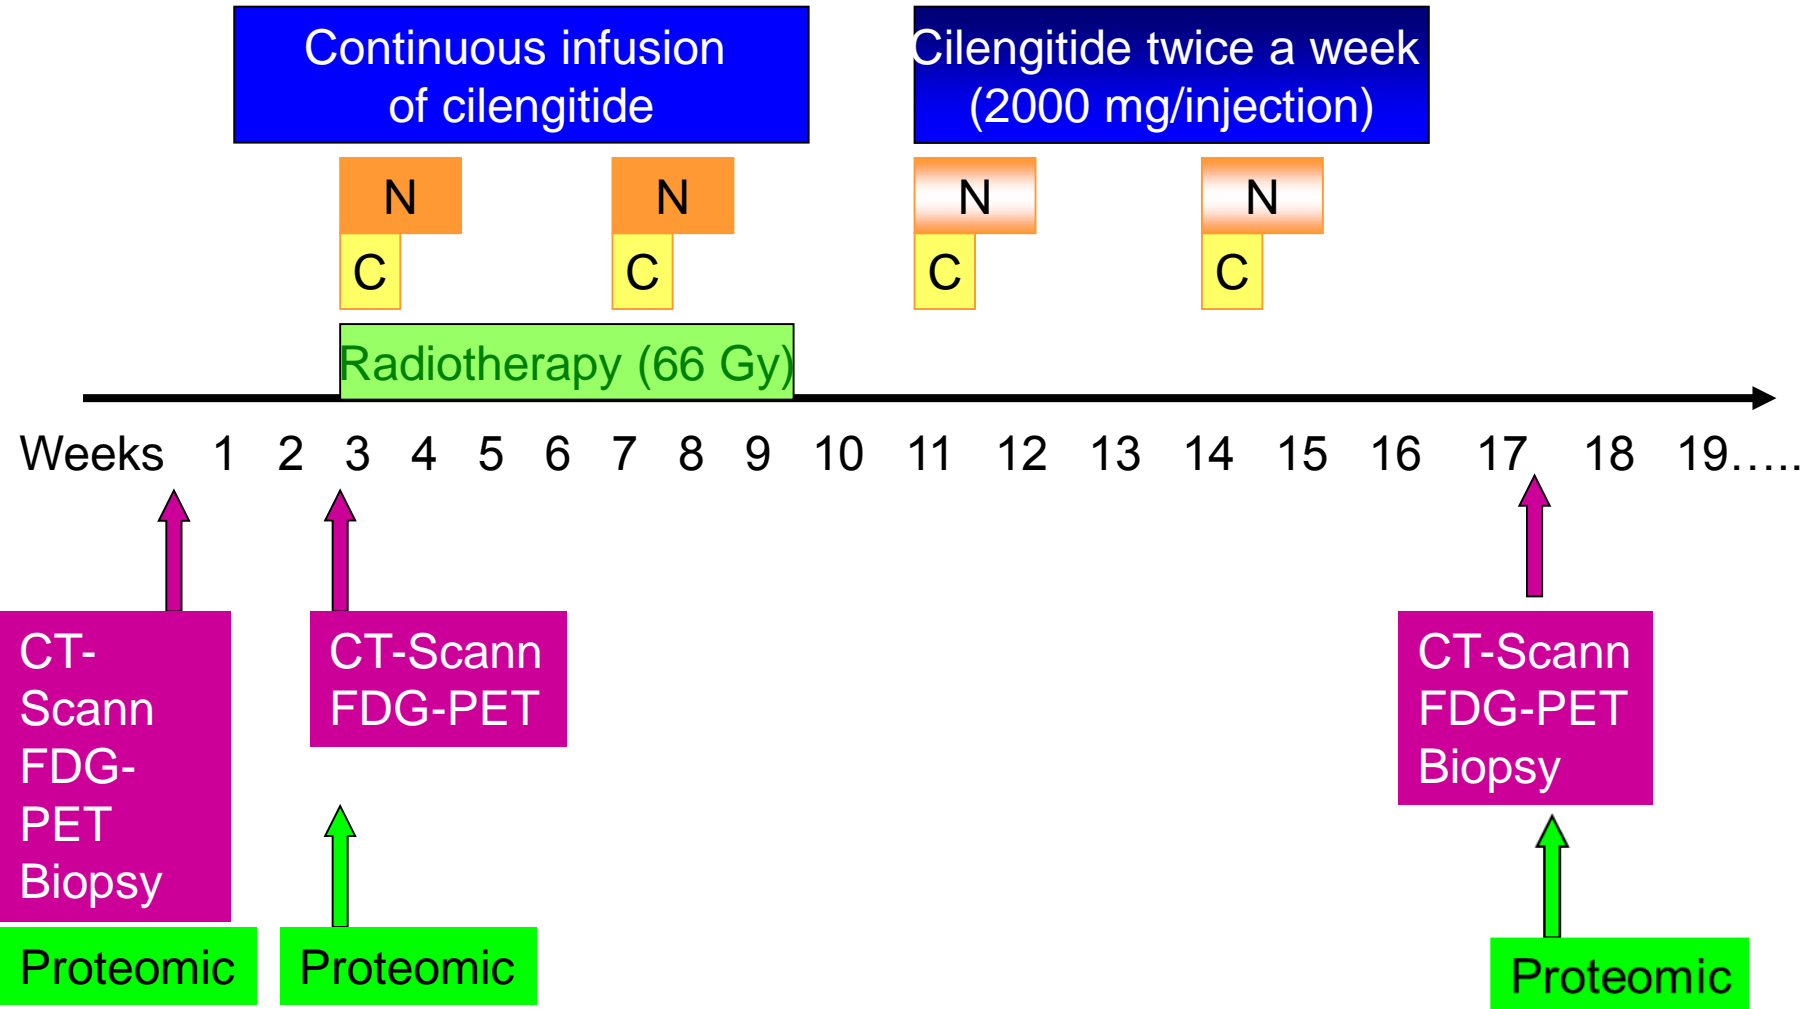 Continuous infusion
of cilengitide
Cilengitide twice a week
(2000 mg/injection)
N
N
N
N
C
C
C
C
Radiotherapy (66 Gy)
Weeks 1 2 3 4 5 6 7 8 9 10 11 12 13 14 15 16 17 18 19…..
CT-
Scann
FDG-
PET
Biopsy
CT-Scann
FDG-PET
CT-Scann
FDG-PET
Biopsy
Proteomic
Proteomic
Proteomic